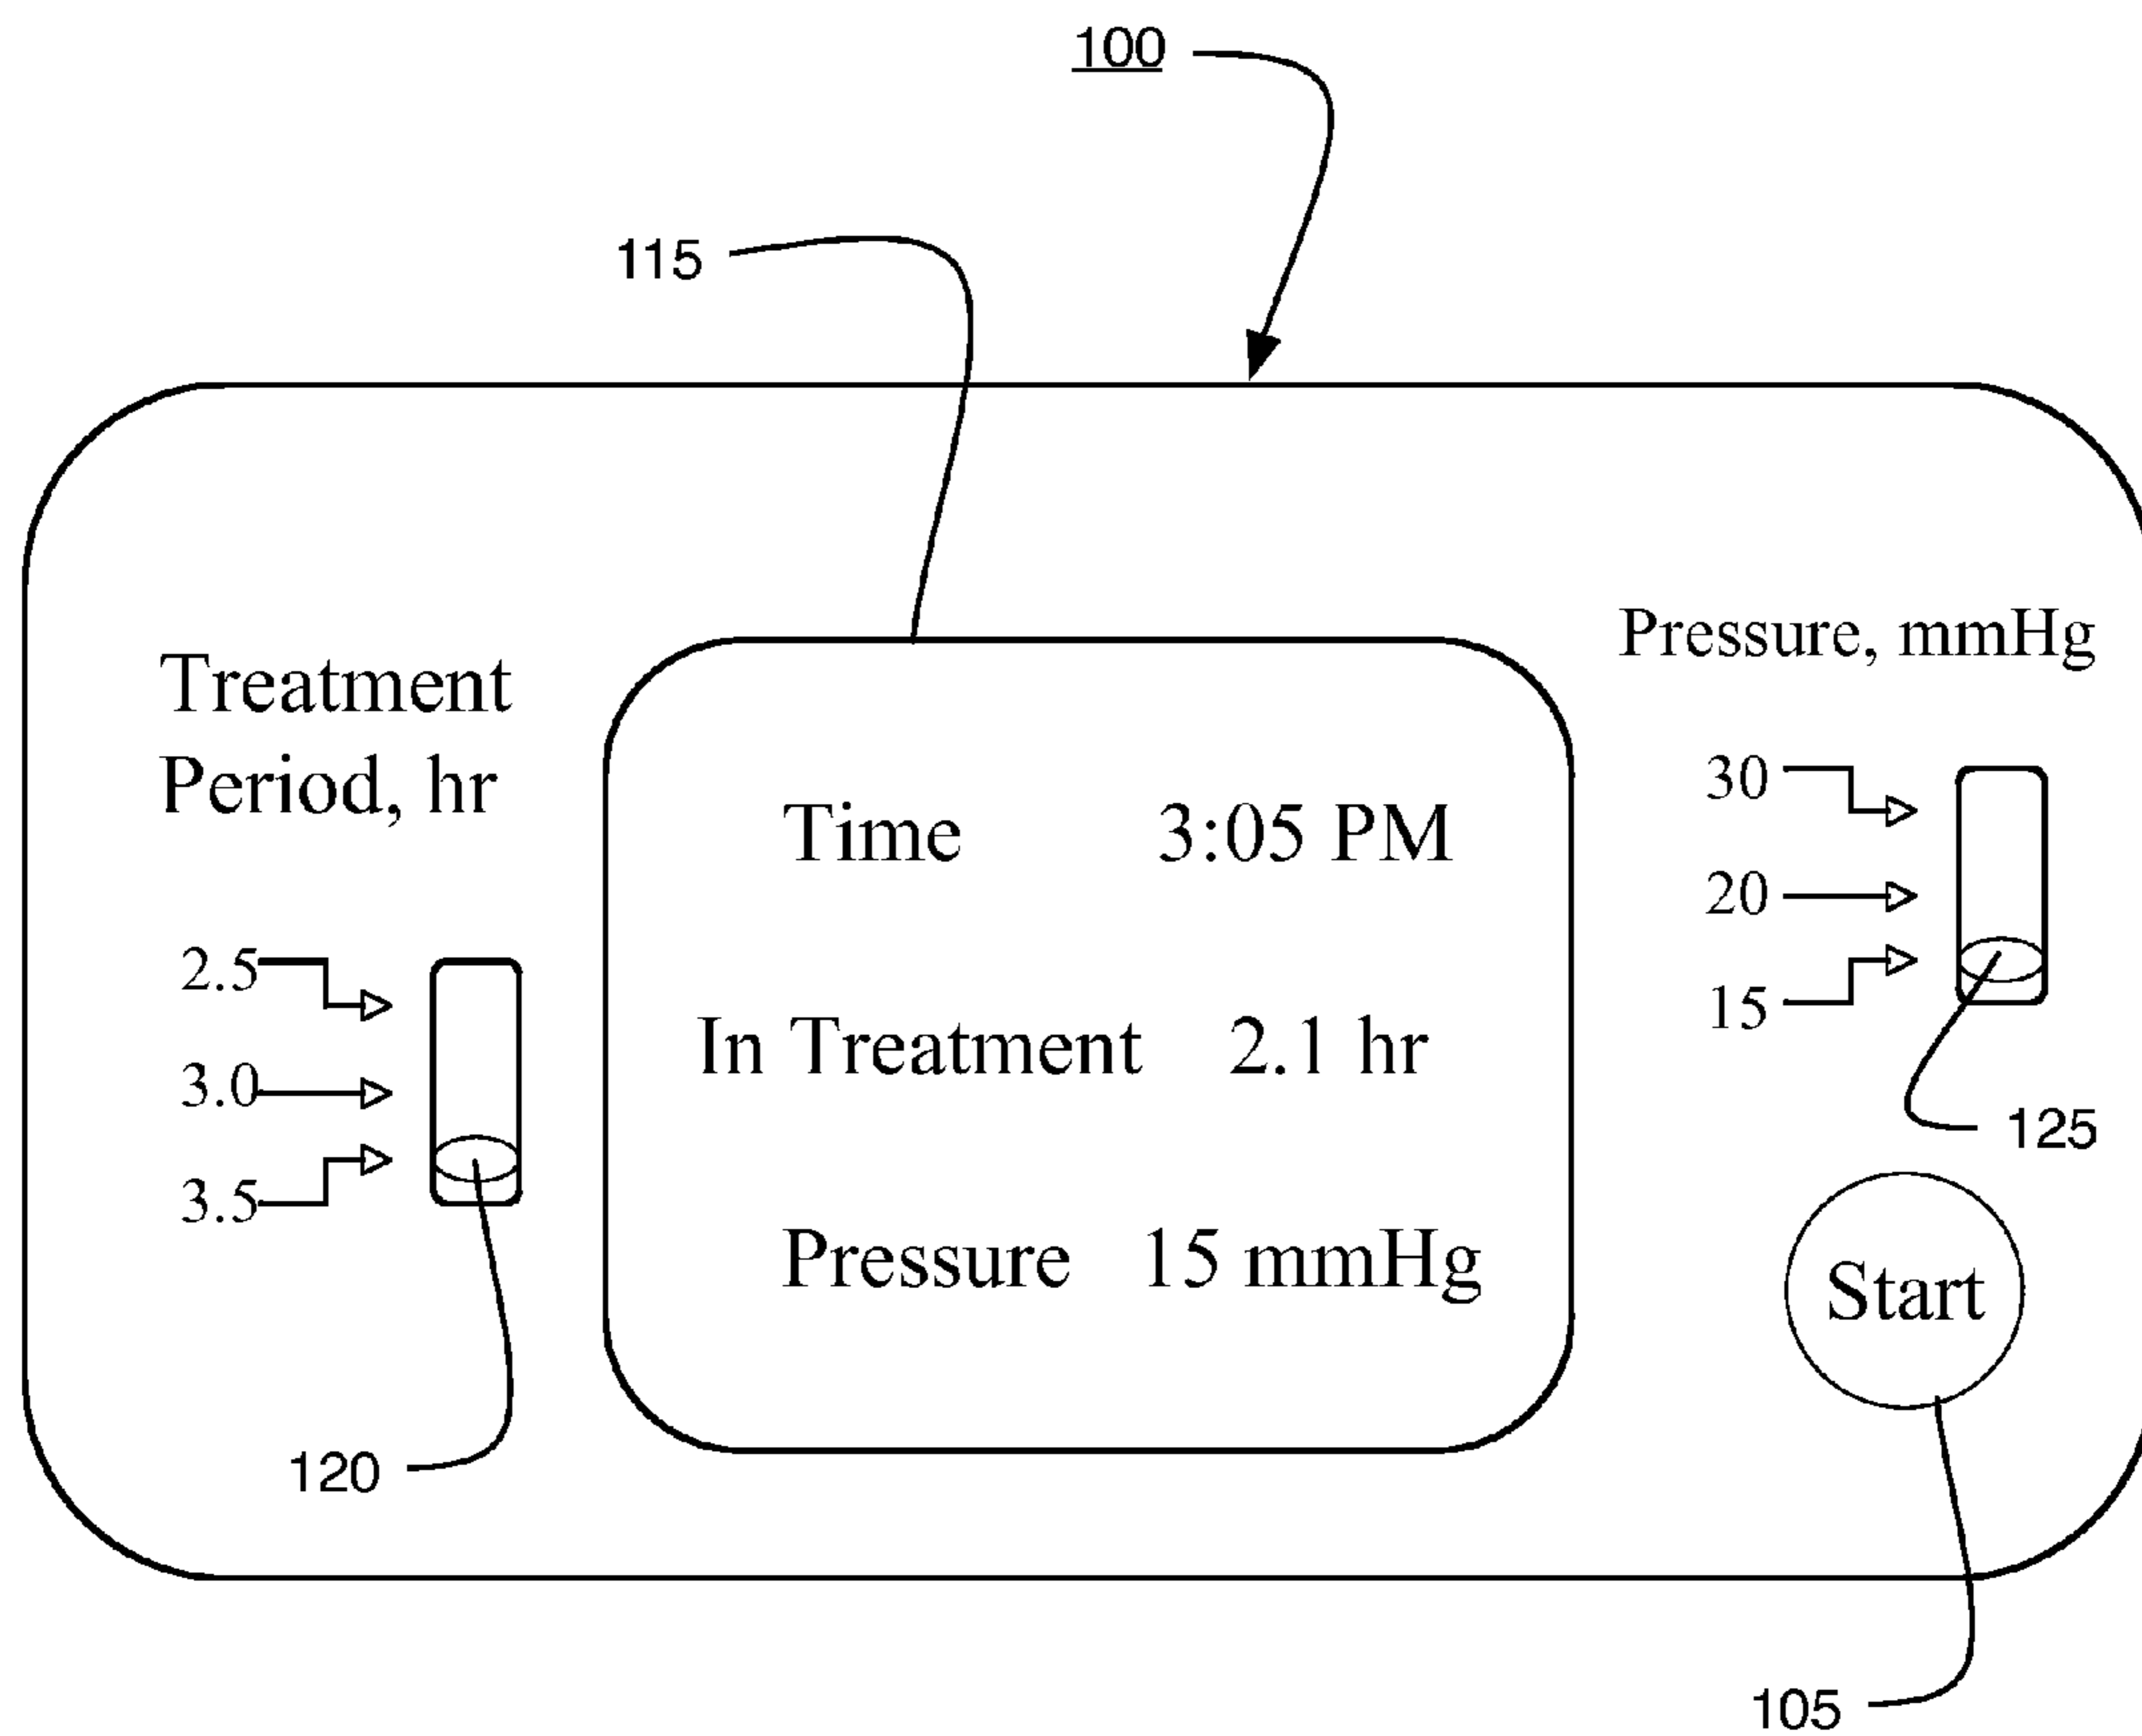 100
115
Treatment
Period, hr
2.5
3.0
3.5
120
Time 3:05 PM
In Treatment 2.1 hr
Pressure 15 mmHg
Pressure, mmHg
30
20
15
125
Start
105